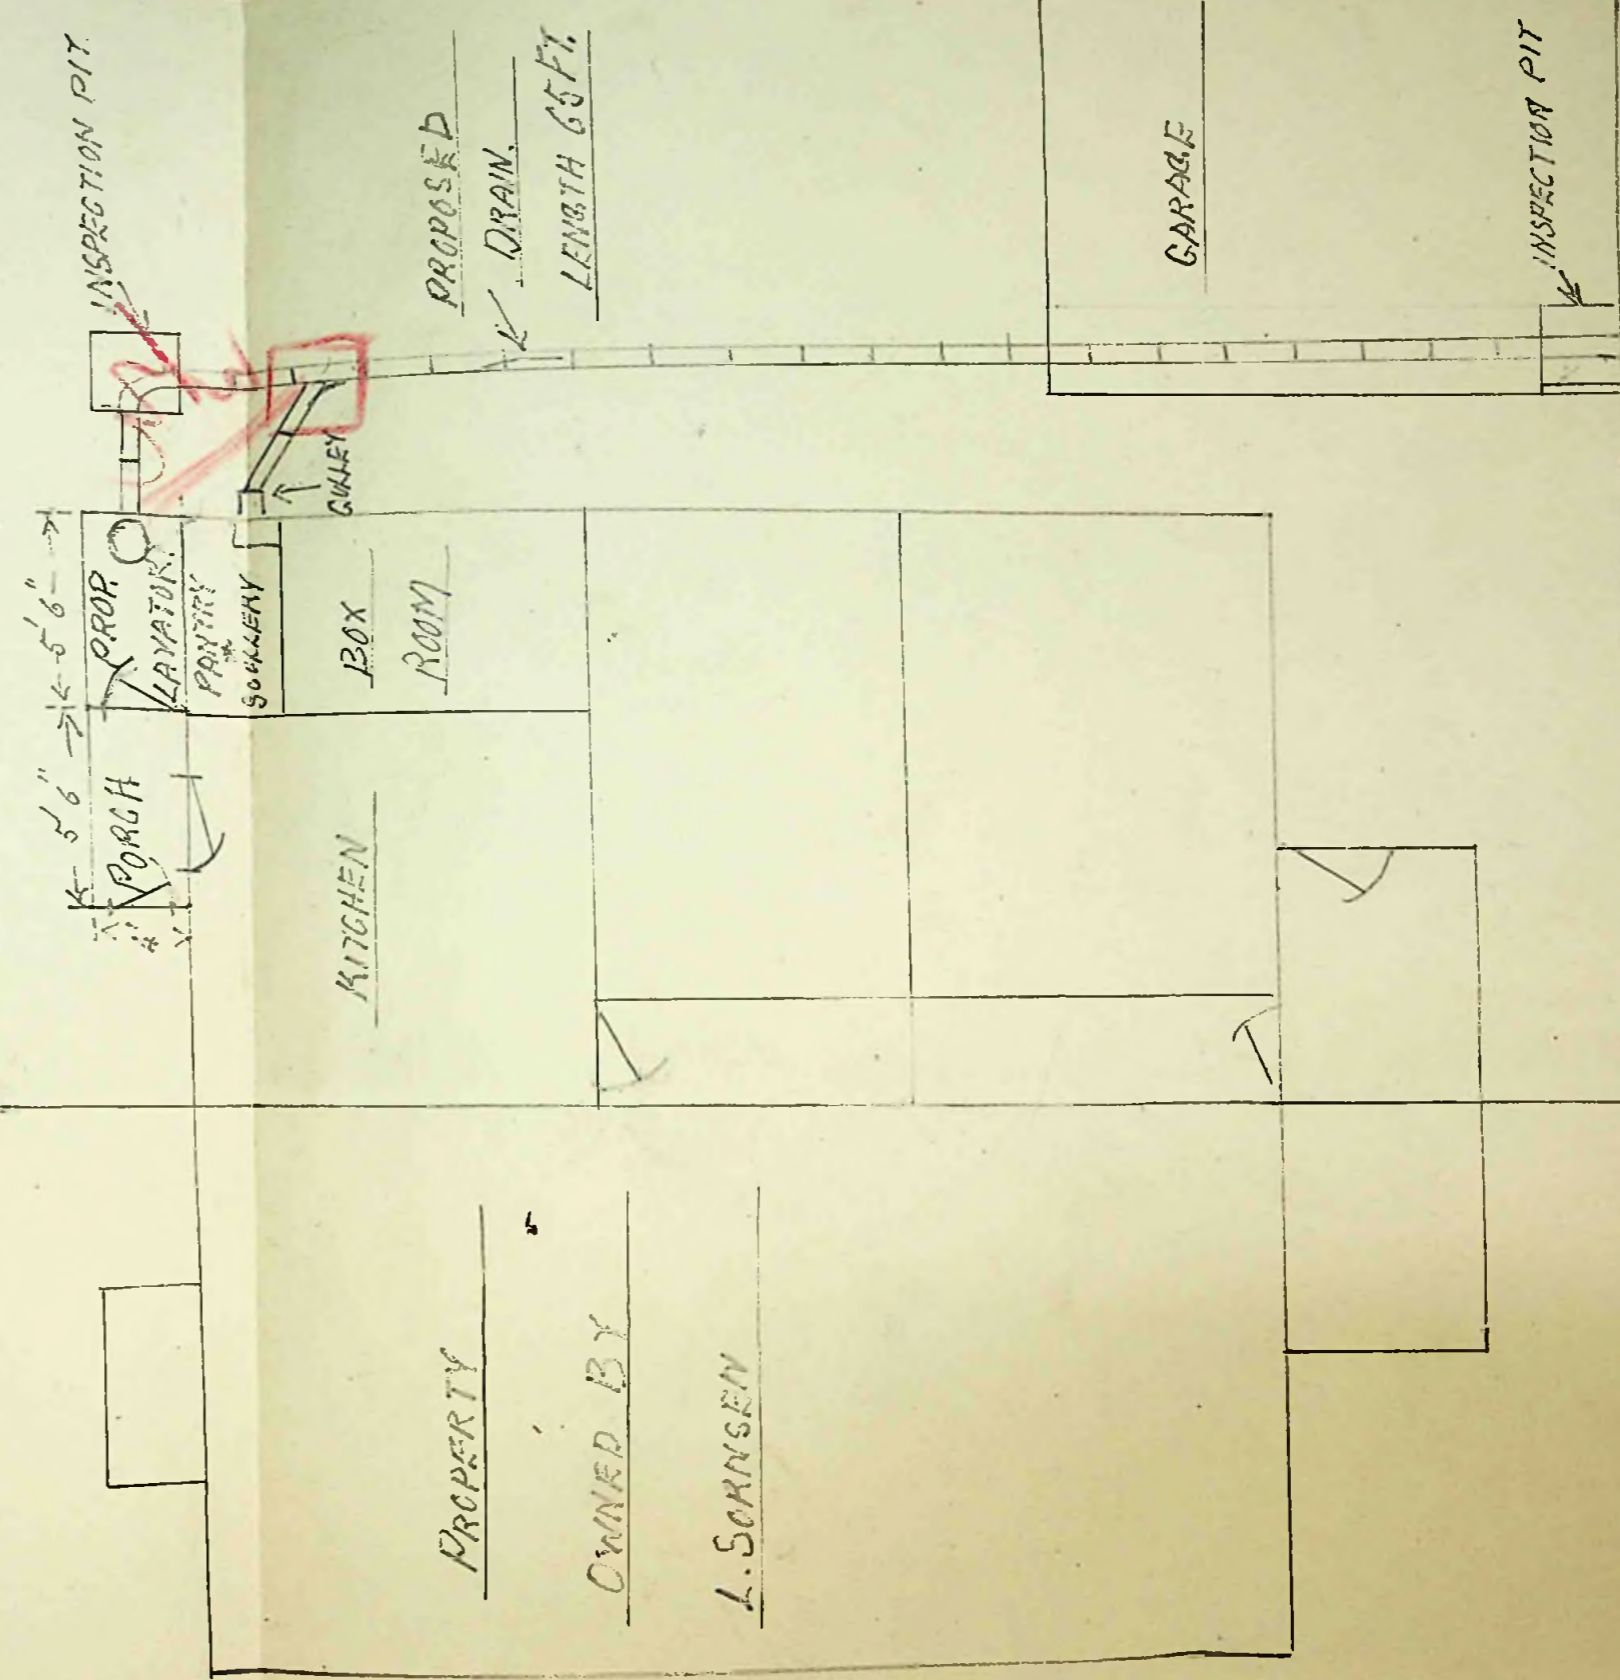 INSPECTION PIT
PROPOSED
DRAIN.
LENGTH 65 FT.
GARAGE
INSPECTION PIT
GULLEY
5' 6"
5' 6"
PROP.
LAVATORY.
PANTRY
SCULLERY
BOX
ROOM
PORCH
KITCHEN
PROPERTY
OWNED BY
L. SORNSEN